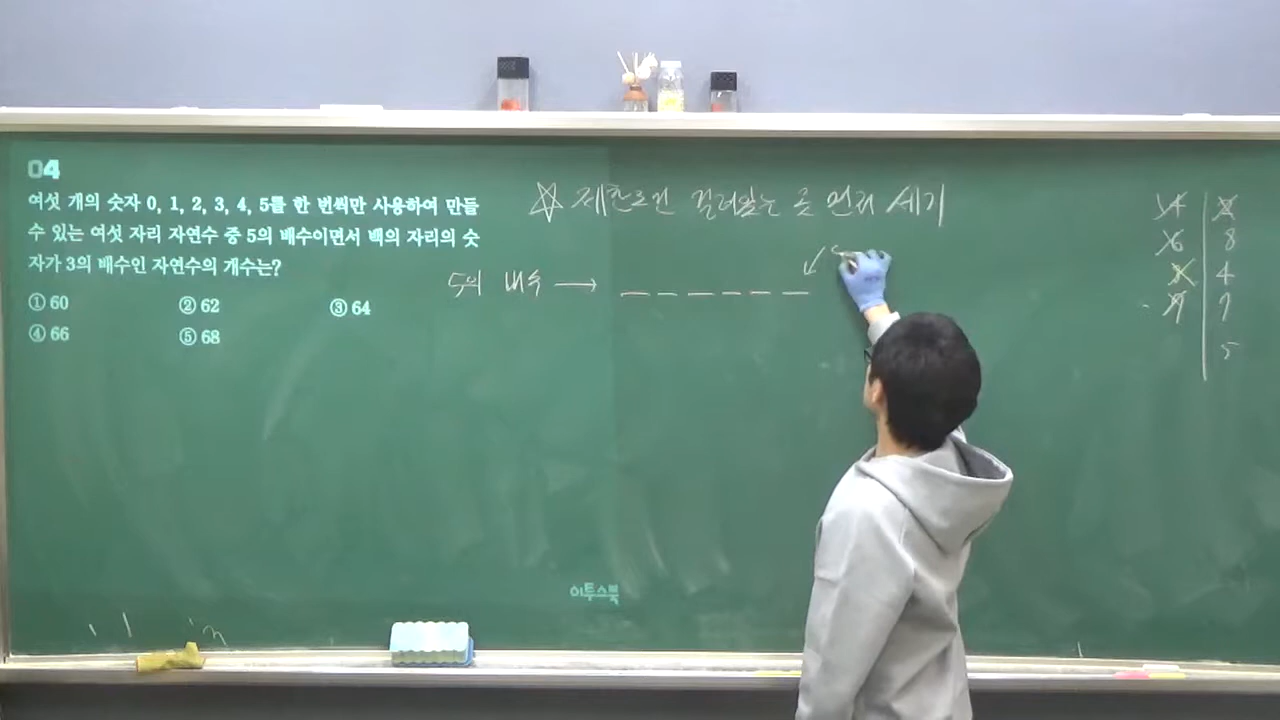 04
여섯 개의 숫자 0, 1, 2, 3, 4, 5를 한 번씩만 사용하여 만들
수 있는 여섯 자리 자연수 중 5의 배수이면서 백의 자리의 숫
자가 3의 배수인 자연수의 개수는?
① 60 ② 62 ③ 64
④ 66 ⑤ 68
☆ 제한조건 걸려있는 곳 먼저 세기
5의 배수 →
8
4
7
5
이투스북